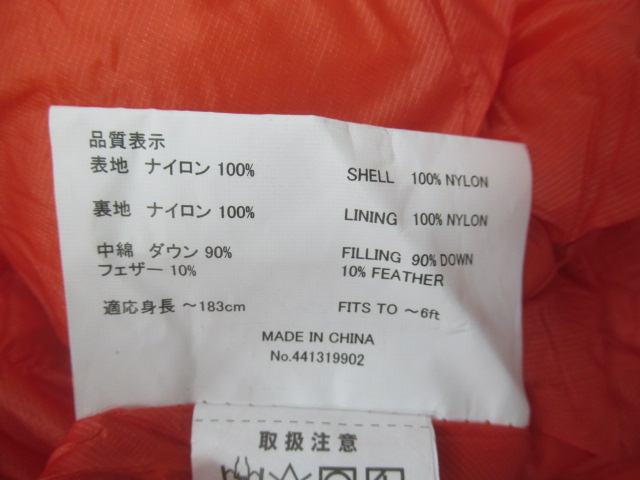 品質表示
表地 ナイロン 100%
SHELL 100% NYLON
裏地 ナイロン 100%
LINING 100% NYLON
中綿 ダウン 90%
フェザー 10%
FILLING 90% DOWN
10% FEATHER
適応身長 ～183cm
FITS TO ～6ft
MADE IN CHINA
No.441319902
取扱注意